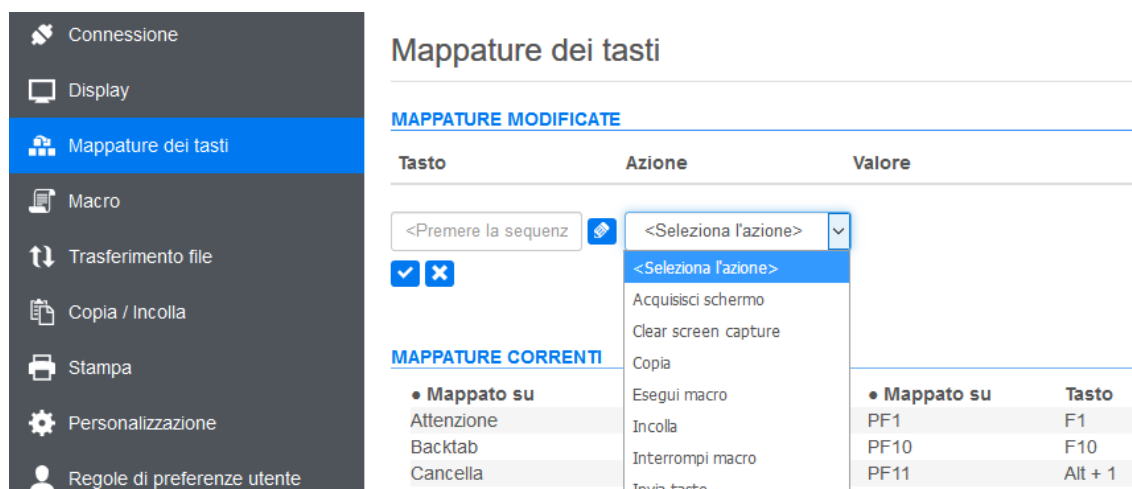 Connessione
Display
Mappature dei tasti
Macro
Trasferimento file
Copia / Incolla
Stampa
Personalizzazione
Regole di preferenze utente
Mappature dei tasti
MAPPATURE MODIFICATE
Tasto Azione Valore
<Premere la sequenz <Seleziona l'azione>
<Seleziona l'azione>
Acquisisci schermo
Clear screen capture
Copia
Esegui macro
Incolla
Interrompi macro
Invia tasto
MAPPATURE CORRENTI
• Mappato su • Mappato su Tasto
Attenzione PF1 F1
Backtab PF10 F10
Cancella PF11 Alt + 1